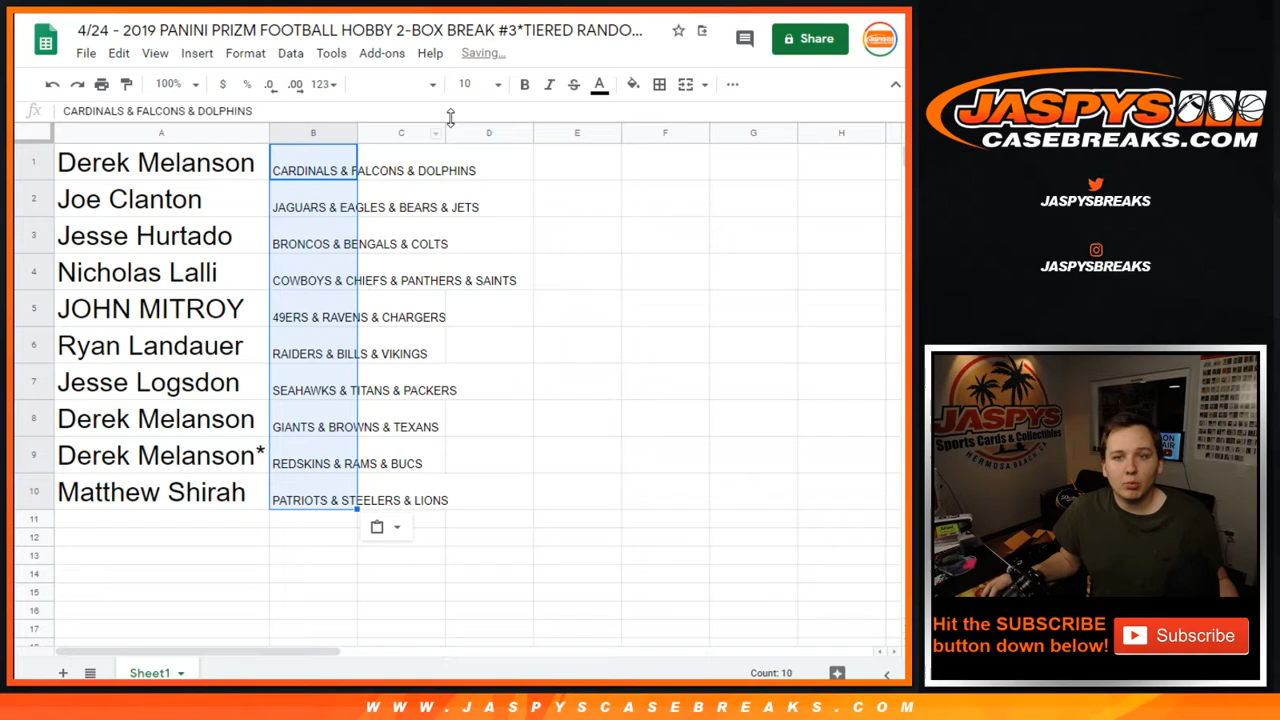 4/24 - 2019 PANINI PRIZM FOOTBALL HOBBY 2-BOX BREAK #3*TIERED RANDO...
Share
File Edit View Insert Format Data Tools Add-ons Help Saving...
100% $ % .0 .00 123 10 B I S A
fx CARDINALS & FALCONS & DOLPHINS
A B C D E F G H
1 Derek Melanson CARDINALS & FALCONS & DOLPHINS
2 Joe Clanton JAGUARS & EAGLES & BEARS & JETS
3 Jesse Hurtado BRONCOS & BENGALS & COLTS
4 Nicholas Lalli COWBOYS & CHIEFS & PANTHERS & SAINTS
5 JOHN MITROY 49ERS & RAVENS & CHARGERS
6 Ryan Landauer RAIDERS & BILLS & VIKINGS
7 Jesse Logsdon SEAHAWKS & TITANS & PACKERS
8 Derek Melanson GIANTS & BROWNS & TEXANS
9 Derek Melanson* REDSKINS & RAMS & BUCS
10 Matthew Shirah PATRIOTS & STEELERS & LIONS
11
12
13
14
15
16
17
Sheet1
Count: 10
JASPYS
CASEBREAKS.COM
JASPYSBREAKS
JASPYSBREAKS
JASPYS
Sports Cards & Collectibles
HERMOSA BEACH, CA
Hit the SUBSCRIBE
button down below!
Subscribe
WWW.JASPYSCASEBREAKS.COM